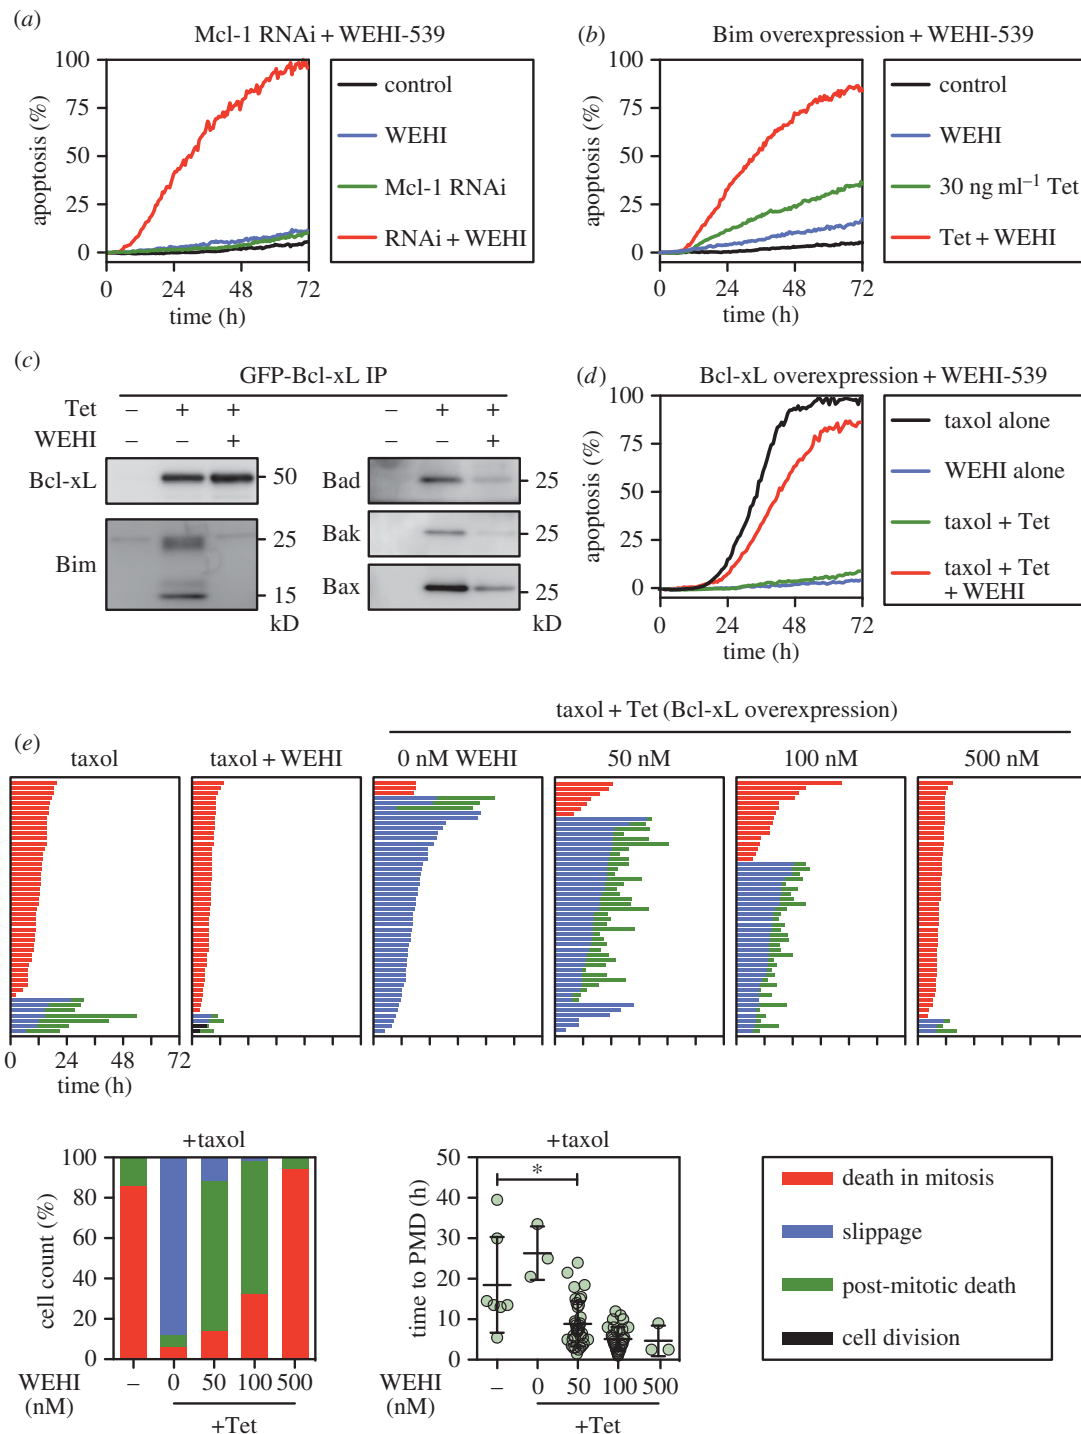 (a)
Mcl-1 RNAi + WEHI-539
apoptosis (%)
100
75
50
25
0
0 24 48 72
time (h)
control
WEHI
Mcl-1 RNAi
RNAi + WEHI
(b)
Bim overexpression + WEHI-539
apoptosis (%)
100
75
50
25
0
0 24 48 72
time (h)
control
WEHI
30 ng ml⁻¹ Tet
Tet + WEHI
(c)
GFP-Bcl-xL IP
Tet – + + – + +
WEHI – – + – – +
Bcl-xL 50
Bim 25
15
kD
Bad 25
Bak 25
Bax 25
kD
(d)
Bcl-xL overexpression + WEHI-539
apoptosis (%)
100
75
50
25
0
0 24 48 72
time (h)
taxol alone
WEHI alone
taxol + Tet
taxol + Tet
+ WEHI
(e)
taxol + Tet (Bcl-xL overexpression)
taxol taxol + WEHI 0 nM WEHI 50 nM 100 nM 500 nM
0 24 48 72
time (h)
+taxol
cell count (%)
100
80
60
40
20
0
WEHI
(nM)
– 0 50 100 500
+Tet
+taxol
time to PMD (h)
50
40
30
20
10
0
*
WEHI
(nM)
– 0 50 100 500
+Tet
death in mitosis
slippage
post-mitotic death
cell division